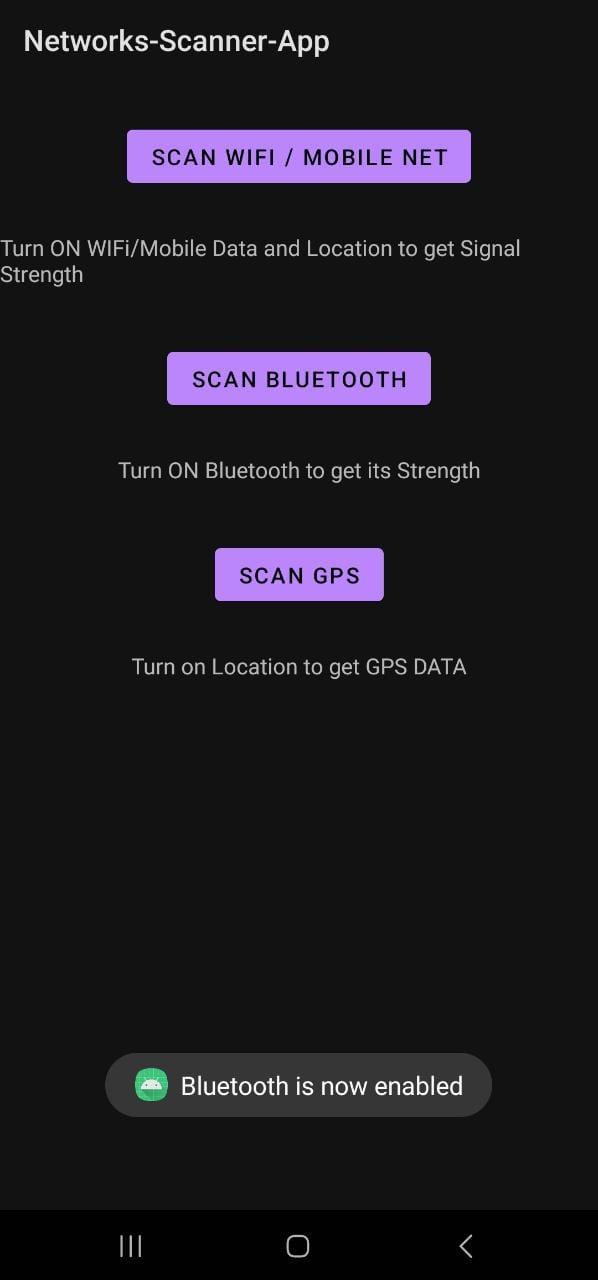 Networks-Scanner-App
SCAN WIFI / MOBILE NET
Turn ON WIFi/Mobile Data and Location to get Signal
Strength
SCAN BLUETOOTH
Turn ON Bluetooth to get its Strength
SCAN GPS
Turn on Location to get GPS DATA
Bluetooth is now enabled